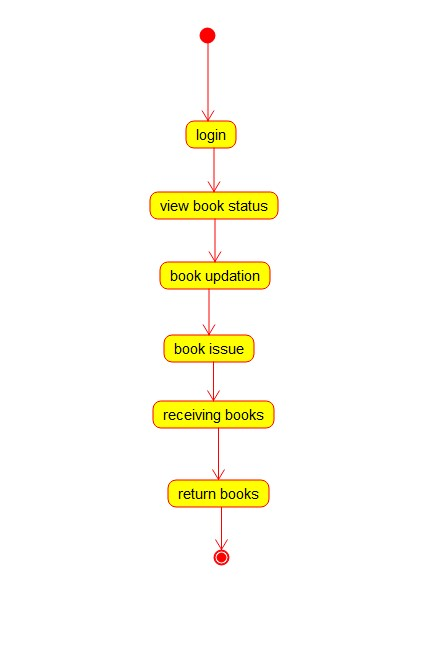 login
view book status
book updation
book issue
receiving books
return books